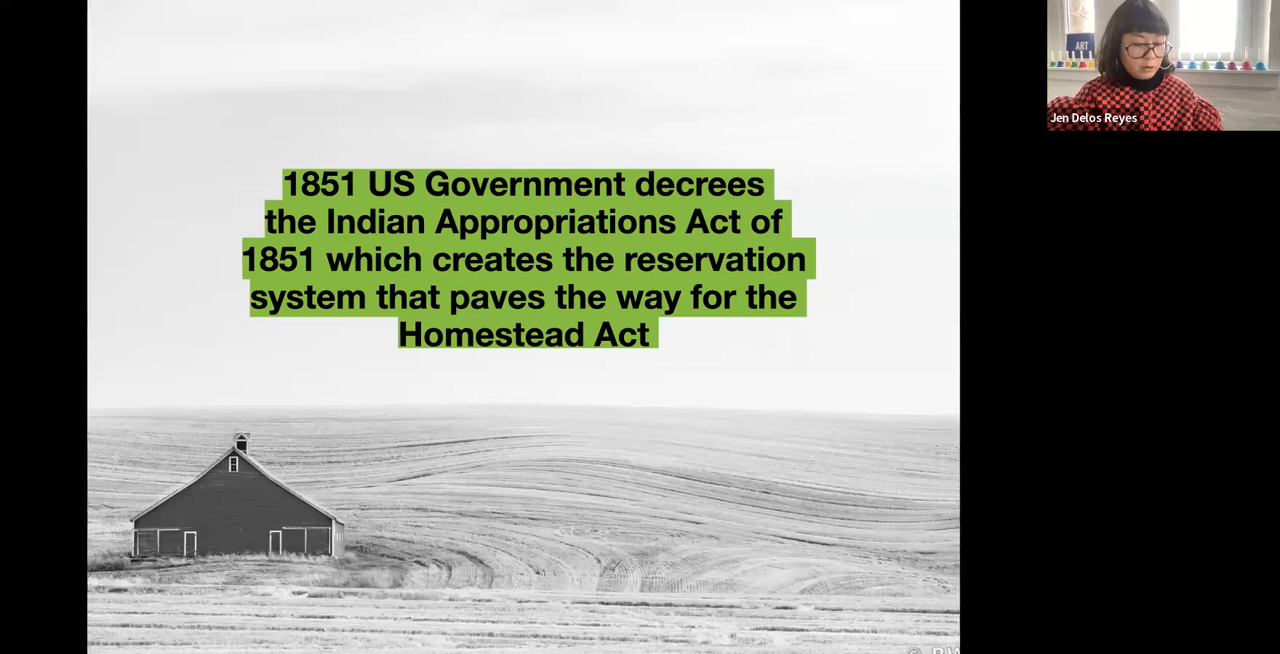 1851 US Government decrees
the Indian Appropriations Act of
1851 which creates the reservation
system that paves the way for the
Homestead Act
ART
Jen Delos Reyes